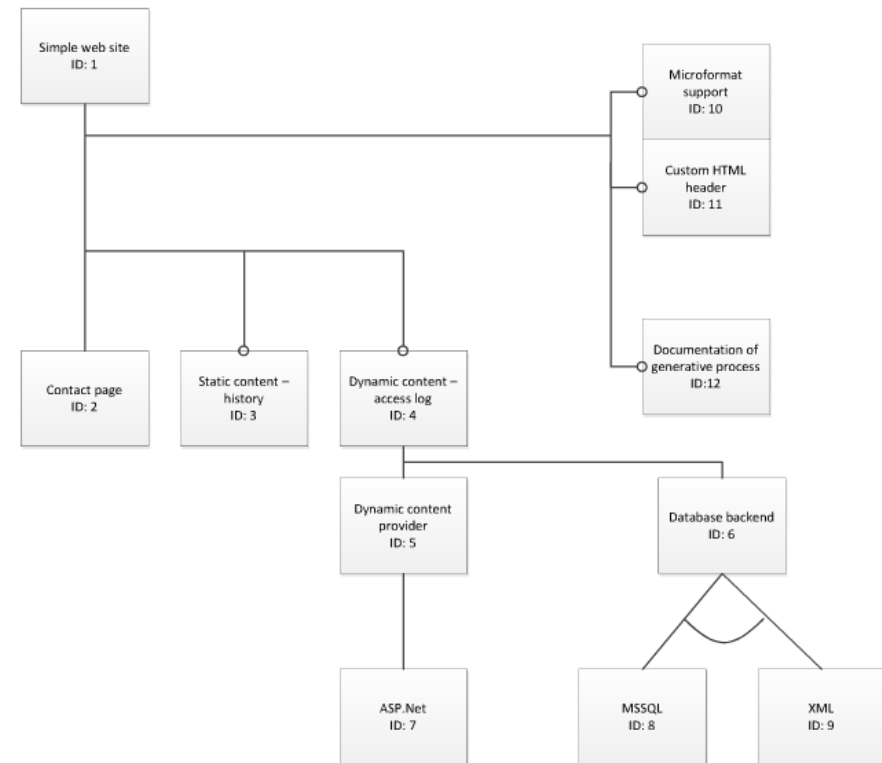 Simple web site
ID: 1
Microformat
support
ID: 10
Custom HTML
header
ID: 11
Contact page
ID: 2
Static content –
history
ID: 3
Dynamic content –
access log
ID: 4
Documentation of
generative process
ID:12
Dynamic content
provider
ID: 5
Database backend
ID: 6
ASP.Net
ID: 7
MSSQL
ID: 8
XML
ID: 9